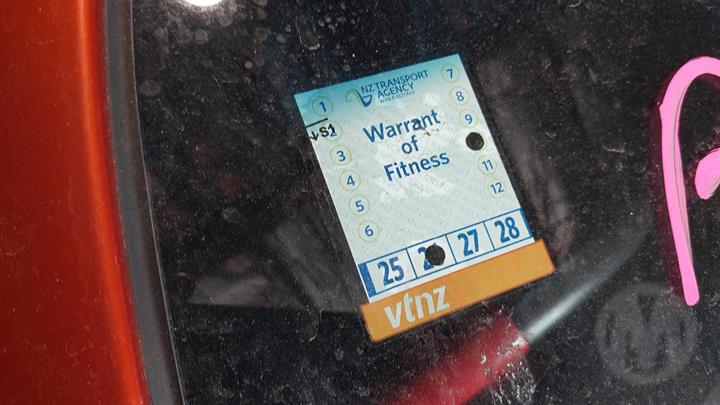 NZ TRANSPORT
AGENCY
WAKA KOTAHI
Warrant
of
Fitness
1
S1
3
4
5
6
7
8
9
11
12
25 27 28
vtnz